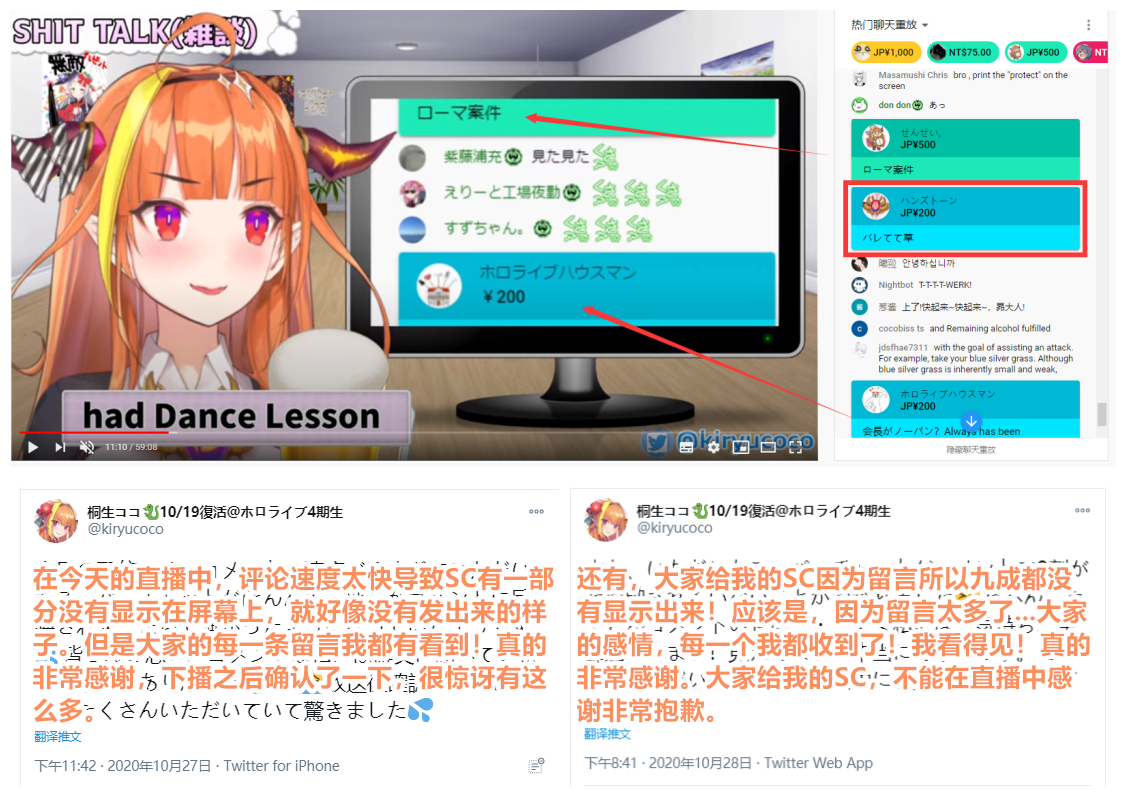 SHIT TALK(雑談)
無敵
ローマ案件
紫藤浦充 見た見た
えりーと工場夜勤
すずちゃん。
ホロライブハウスマン
￥200
had Dance Lesson
11:10 / 59:08
@kiryucoco
热门聊天重放
JP¥1,000
NT$75.00
JP¥500
NT
Masamushi Chris bro , print the "protect" on the
screen
don don あっ
せんせい。
JP¥500
ローマ案件
ハンズトーン
JP¥200
バレてて草
안녕하십니까
Nightbot T-T-T-T-WERK!
葱酱 上了!快起来~快起来~，昴大人!
cocobiss ts and Remaining alcohol fulfilled
jdsfhae7311 with the goal of assisting an attack.
For example, take your blue silver grass. Although
blue silver grass is inherently small and weak,
ホロライブハウスマン
JP¥200
会長がノーパン？Always has been
隐藏聊天重放
桐生ココ10/19復活@ホロライブ4期生
@kiryucoco
在今天的直播中，评论速度太快导致SC有一部
分没有显示在屏幕上，就好像没有发出来的样
子。但是大家的每一条留言我都有看到！真的
非常感谢，下播之后确认了一下，很惊讶有这
么多。
くさんいただいていて驚きました
翻译推文
下午11:42 · 2020年10月27日 · Twitter for iPhone
桐生ココ10/19復活@ホロライブ4期生
@kiryucoco
还有，大家给我的SC因为留言所以九成都没
有显示出来！应该是，因为留言太多了...大家
的感情，每一个我都收到了！我看得见！真的
非常感谢。大家给我的SC，不能在直播中感
谢非常抱歉。
翻译推文
下午8:41 · 2020年10月28日 · Twitter Web App